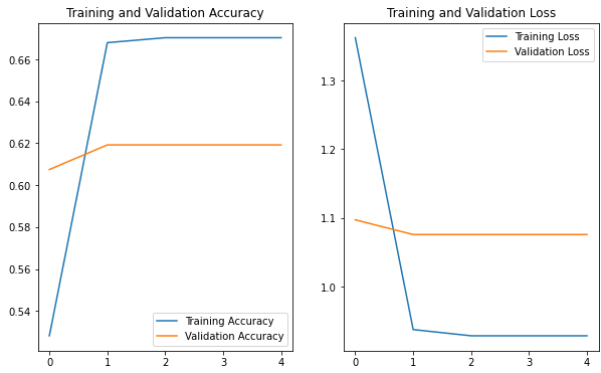 Training and Validation Accuracy
0.66
0.64
0.62
0.60
0.58
0.56
0.54
Training Accuracy
Validation Accuracy
0 1 2 3 4
Training and Validation Loss
Training Loss
Validation Loss
1.3
1.2
1.1
1.0
0 1 2 3 4